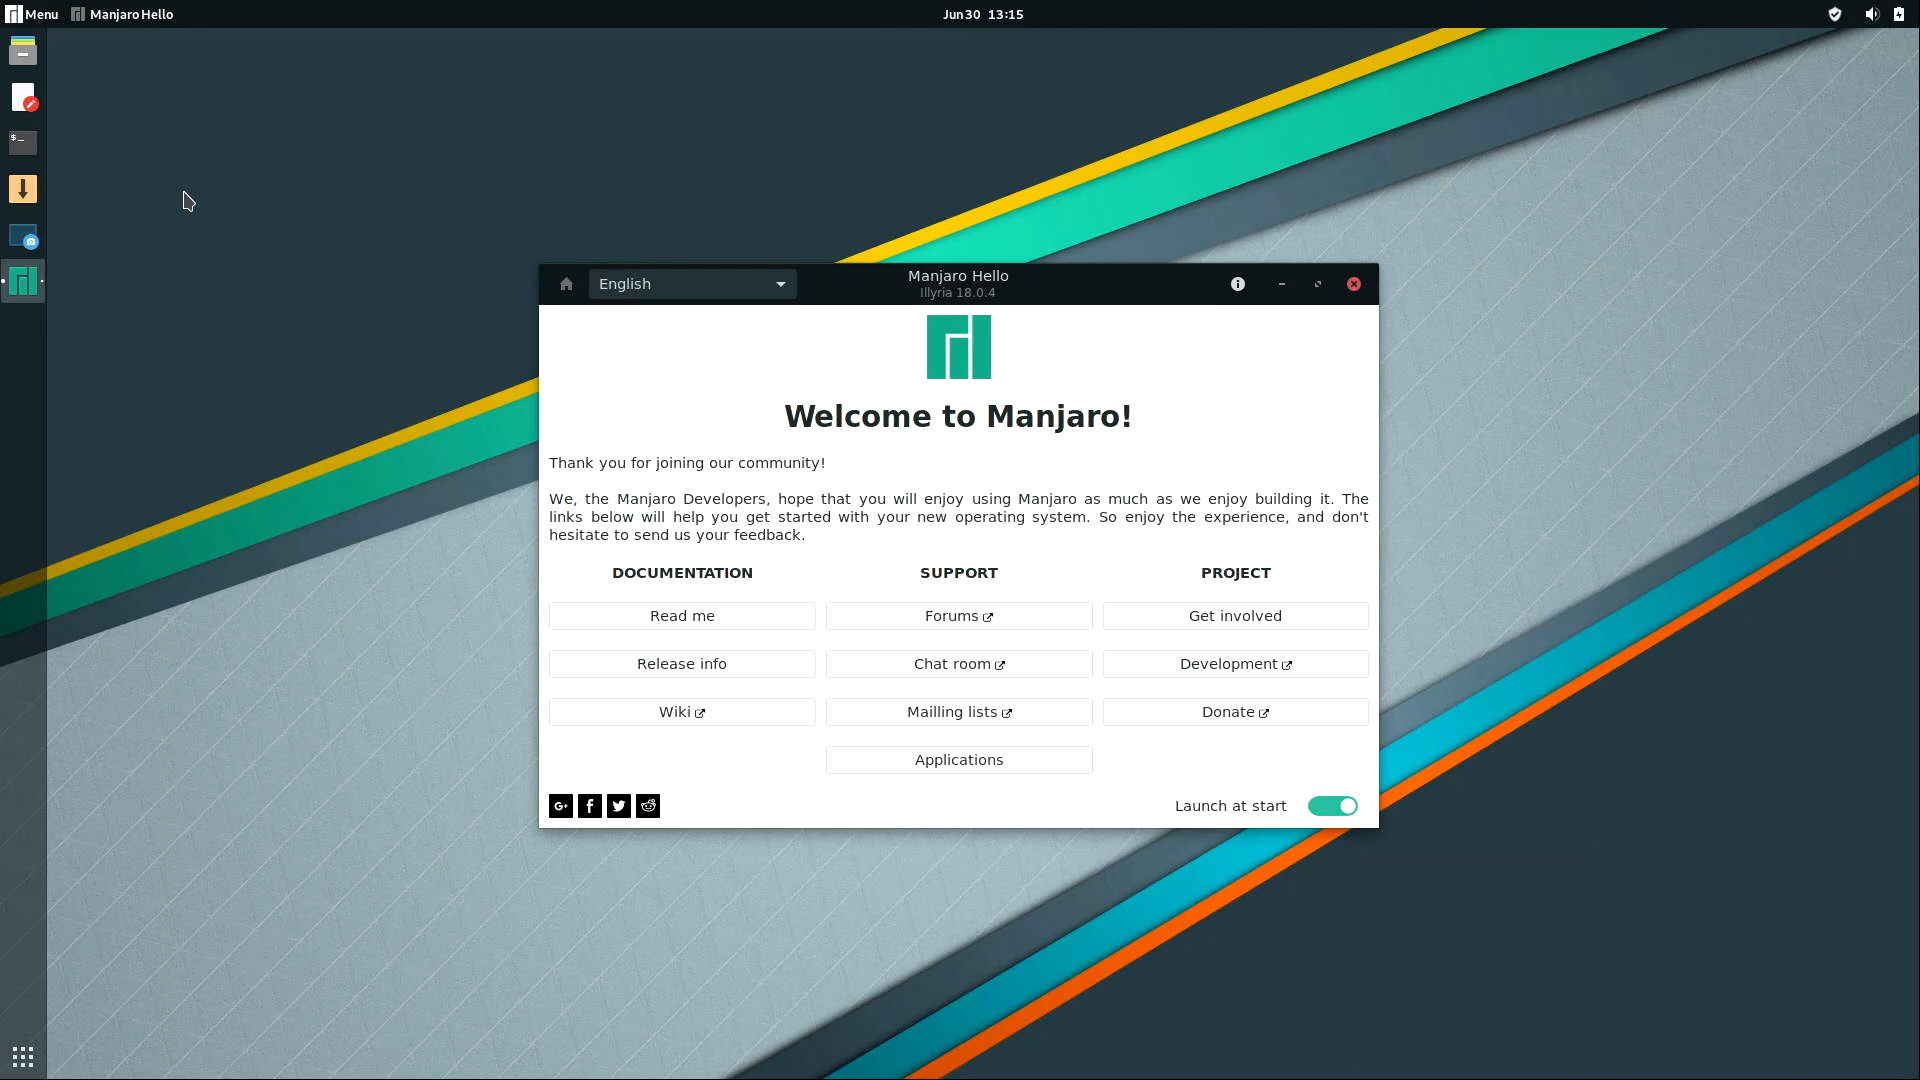 Menu Manjaro Hello Jun 30 13:15
$_
English Manjaro Hello
Illyria 18.0.4
Welcome to Manjaro!
Thank you for joining our community!
We, the Manjaro Developers, hope that you will enjoy using Manjaro as much as we enjoy building it. The
links below will help you get started with your new operating system. So enjoy the experience, and don't
hesitate to send us your feedback.
DOCUMENTATION SUPPORT PROJECT
Read me Forums Get involved
Release info Chat room Development
Wiki Mailling lists Donate
Applications
G+ f Launch at start